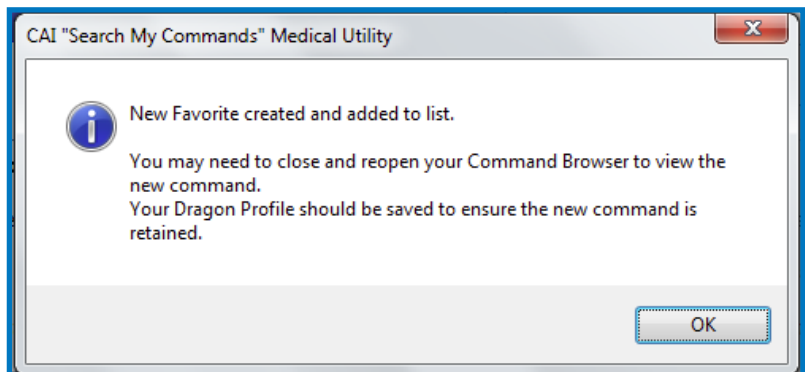 CAI "Search My Commands" Medical Utility
New Favorite created and added to list.
You may need to close and reopen your Command Browser to view the
new command.
Your Dragon Profile should be saved to ensure the new command is
retained.
OK